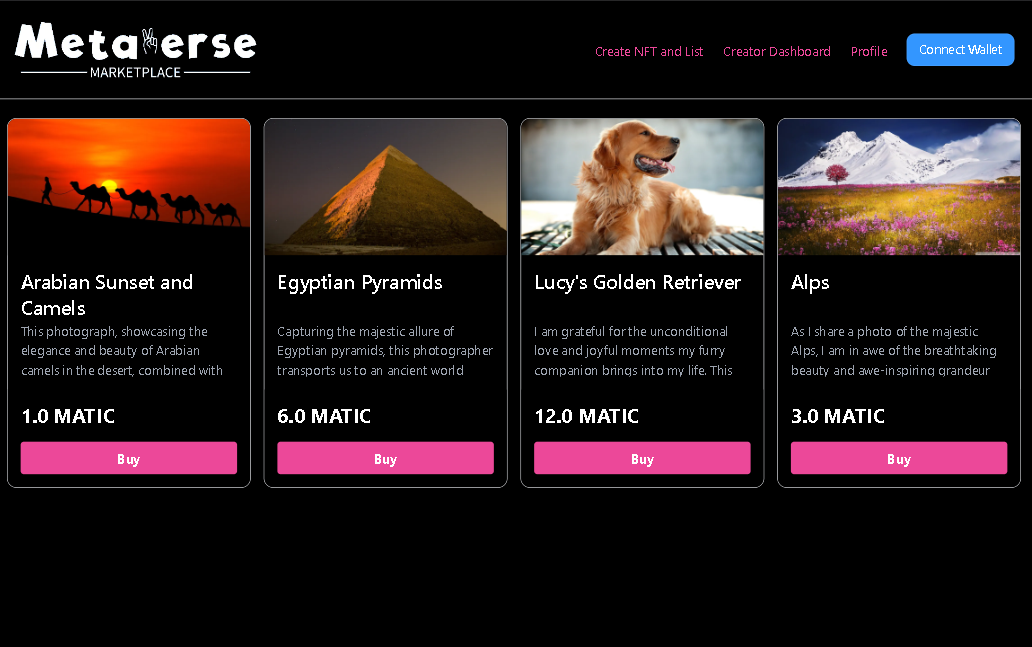 Metaverse
MARKETPLACE
Create NFT and List
Creator Dashboard
Profile
Connect Wallet
Arabian Sunset and
Camels
This photograph, showcasing the
elegance and beauty of Arabian
camels in the desert, combined with
1.0 MATIC
Buy
Egyptian Pyramids
Capturing the majestic allure of
Egyptian pyramids, this photographer
transports us to an ancient world
6.0 MATIC
Buy
Lucy's Golden Retriever
I am grateful for the unconditional
love and joyful moments my furry
companion brings into my life. This
12.0 MATIC
Buy
Alps
As I share a photo of the majestic
Alps, I am in awe of the breathtaking
beauty and awe-inspiring grandeur
3.0 MATIC
Buy